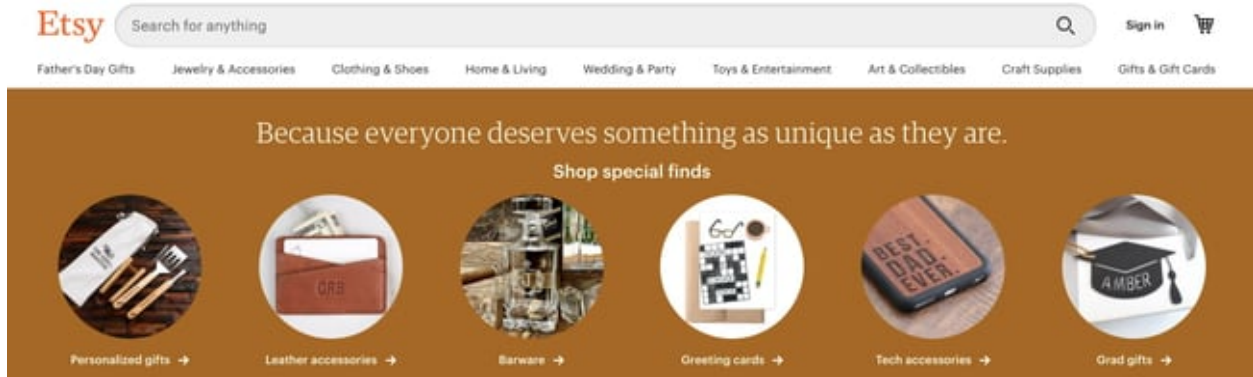 Etsy
Search for anything
Sign in
Father's Day Gifts Jewelry & Accessories Clothing & Shoes Home & Living Wedding & Party Toys & Entertainment Art & Collectibles Craft Supplies Gifts & Gift Cards
Because everyone deserves something as unique as they are.
Shop special finds
GRB
BEST.
DAD.
EVER.
AMBER
Personalized gifts → Leather accessories → Barware → Greeting cards → Tech accessories → Grad gifts →